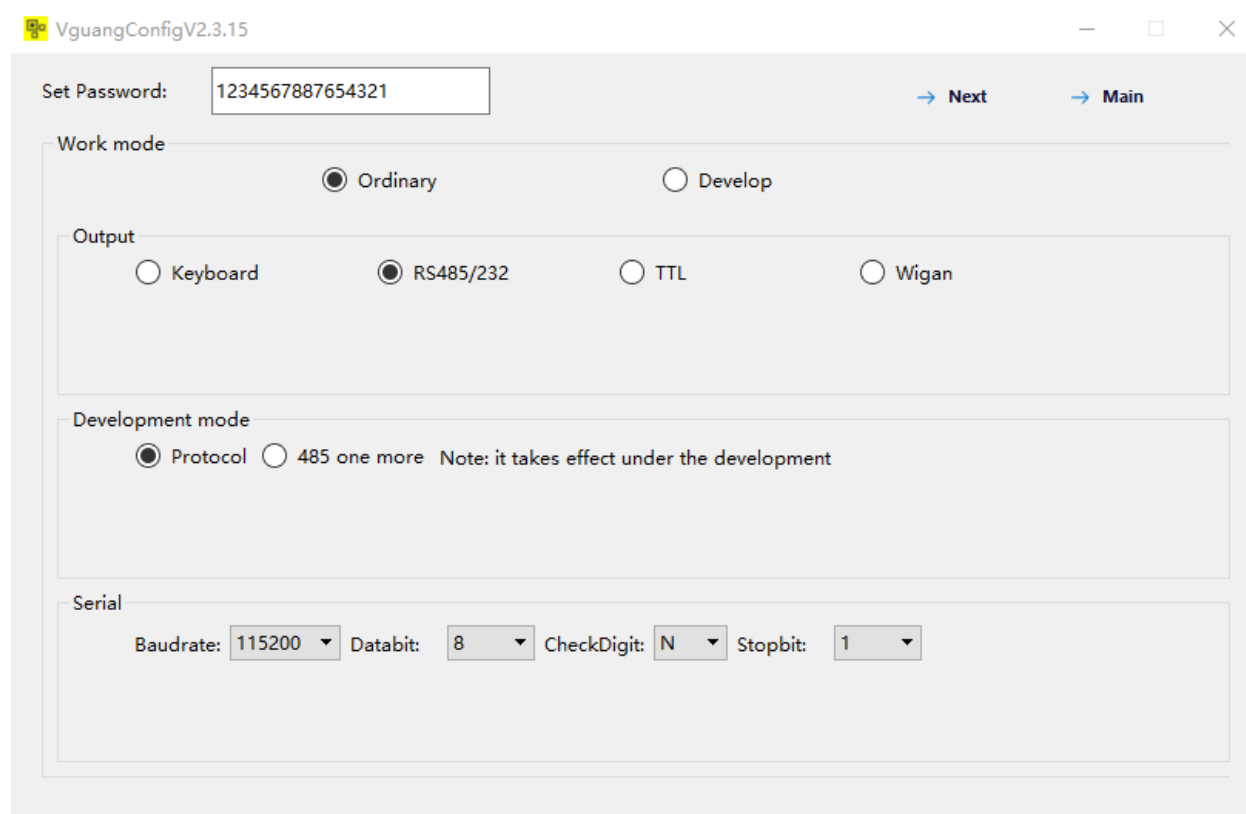 VguangConfigV2.3.15
Set Password: 1234567887654321 → Next → Main
Work mode
Ordinary Develop
Output
Keyboard RS485/232 TTL Wigan
Development mode
Protocol 485 one more Note: it takes effect under the development
Serial
Baudrate: 115200 Databit: 8 CheckDigit: N Stopbit: 1